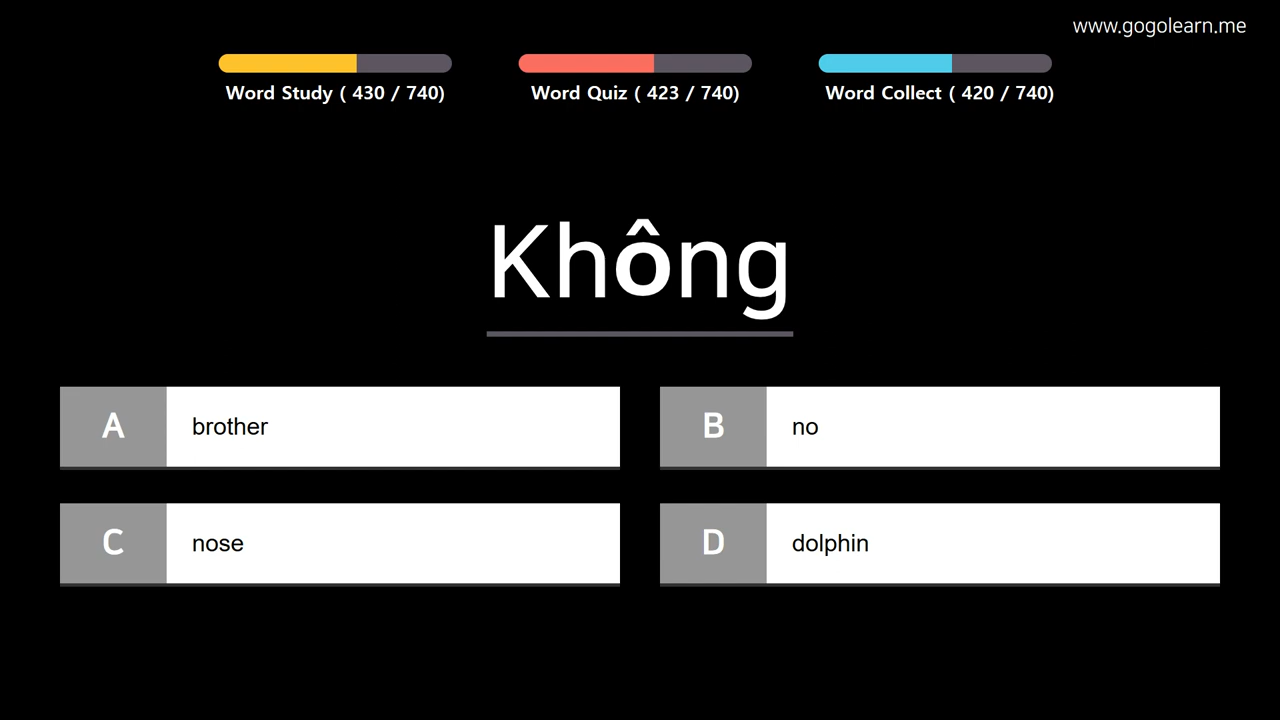 www.gogolearn.me
Word Study ( 430 / 740)
Word Quiz ( 423 / 740)
Word Collect ( 420 / 740)
Không
A brother
B no
C nose
D dolphin